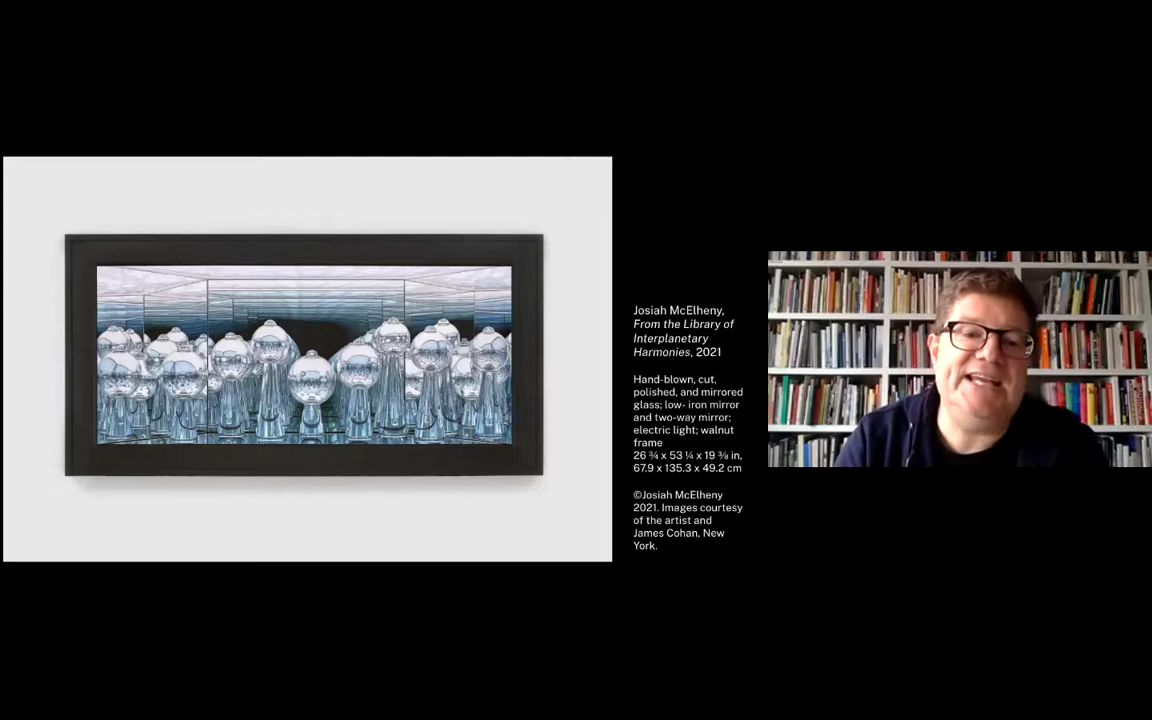 Josiah McElheny,
From the Library of
Interplanetary
Harmonies, 2021
Hand-blown, cut,
polished, and mirrored
glass; low- iron mirror
and two-way mirror;
electric light; walnut
frame
26 ¾ x 53 ¼ x 19 ⅜ in,
67.9 x 135.3 x 49.2 cm
©Josiah McElheny
2021. Images courtesy
of the artist and
James Cohan, New
York.